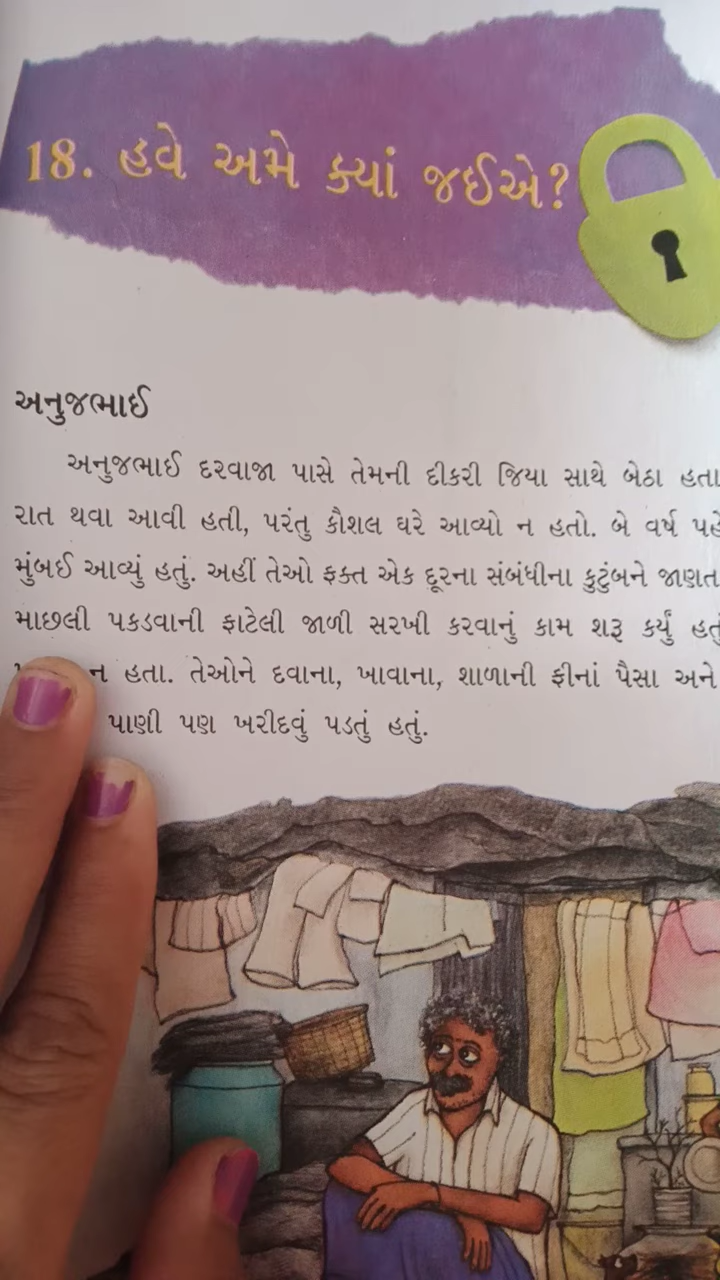 18. હવે અમે ક્યાં જઈએ?
અનુજભાઈ
અનુજભાઈ દરવાજા પાસે તેમની દીકરી જિયા સાથે બેઠા હતા
રાત થવા આવી હતી, પરંતુ કૌશલ ઘરે આવ્યો ન હતો. બે વર્ષ
મુંબઈ આવ્યું હતું. અહીં તેઓ ફક્ત એક દૂરના સંબંધીના કુટુંબને
માછલી પકડવાની ફાટેલી જાળી સરખી કરવાનું કામ શરૂ કર્યું
ન હતા. તેઓને દવાના, ખાવાના, શાળાની ફીનાં પૈસા અને
પાણી પણ ખરીદવું પડતું હતું.